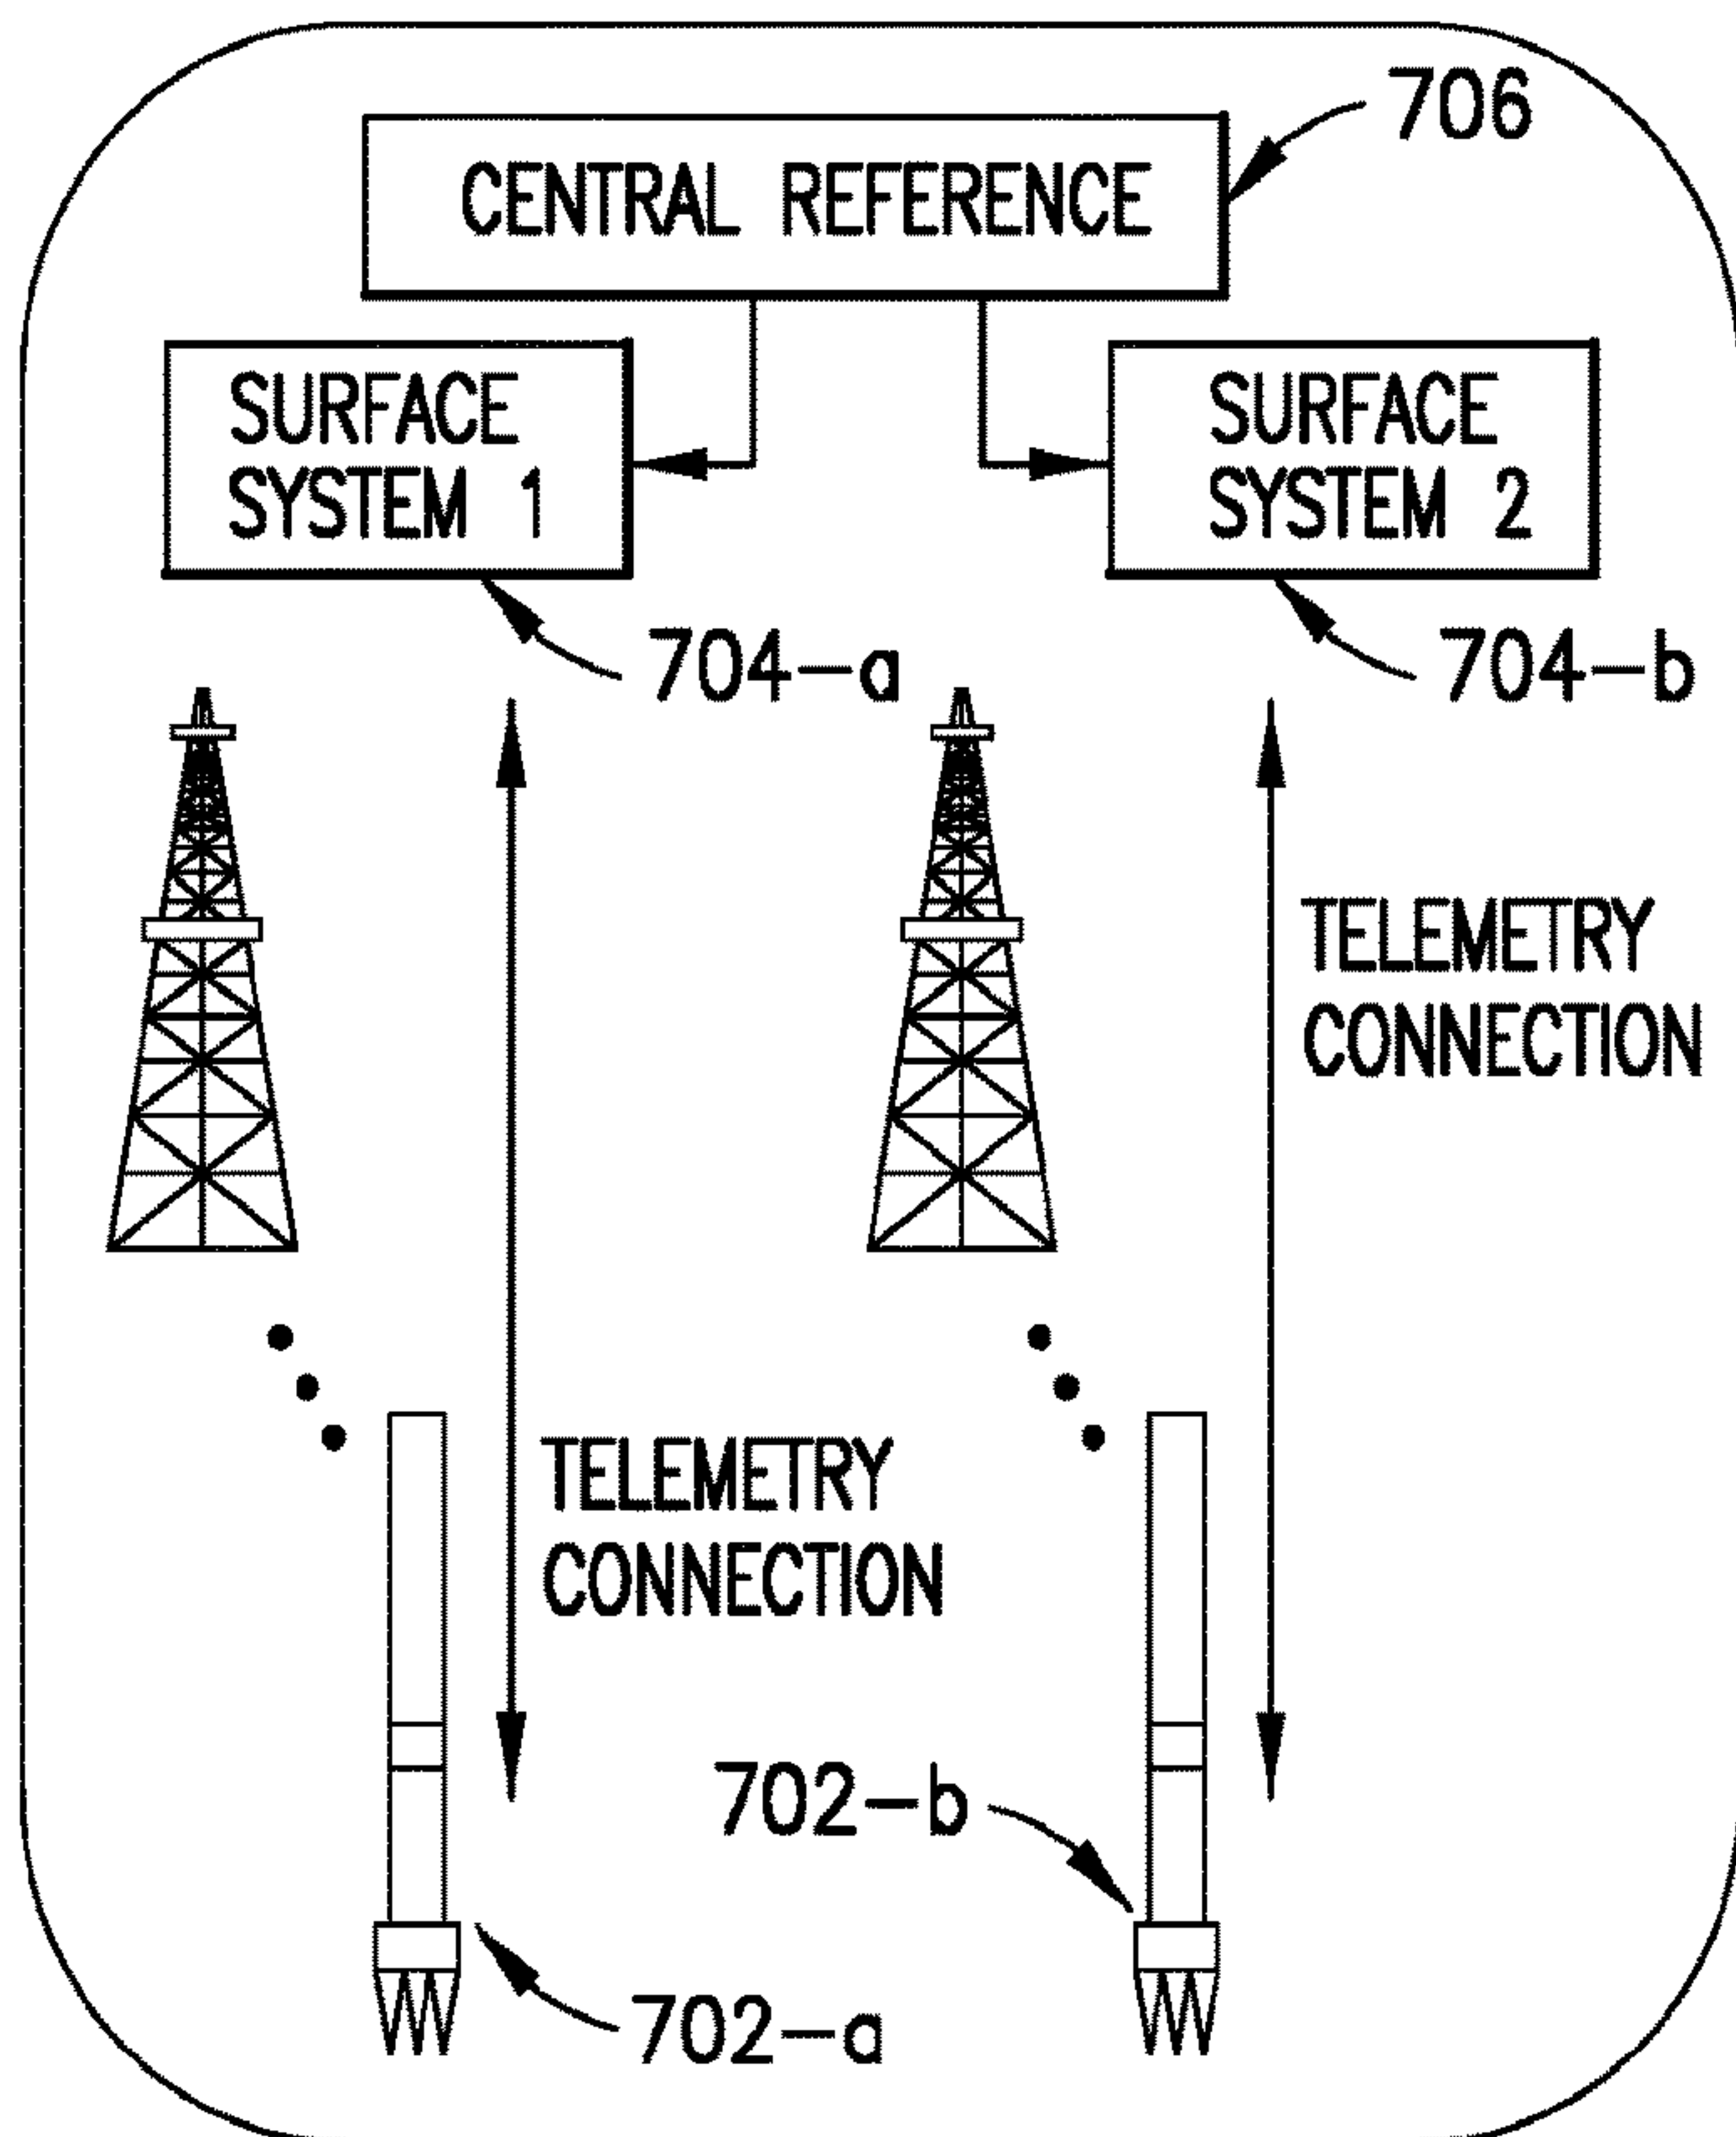 706
CENTRAL REFERENCE
SURFACE
SYSTEM 1
SURFACE
SYSTEM 2
704-a
704-b
TELEMETRY
CONNECTION
TELEMETRY
CONNECTION
702-b
702-a